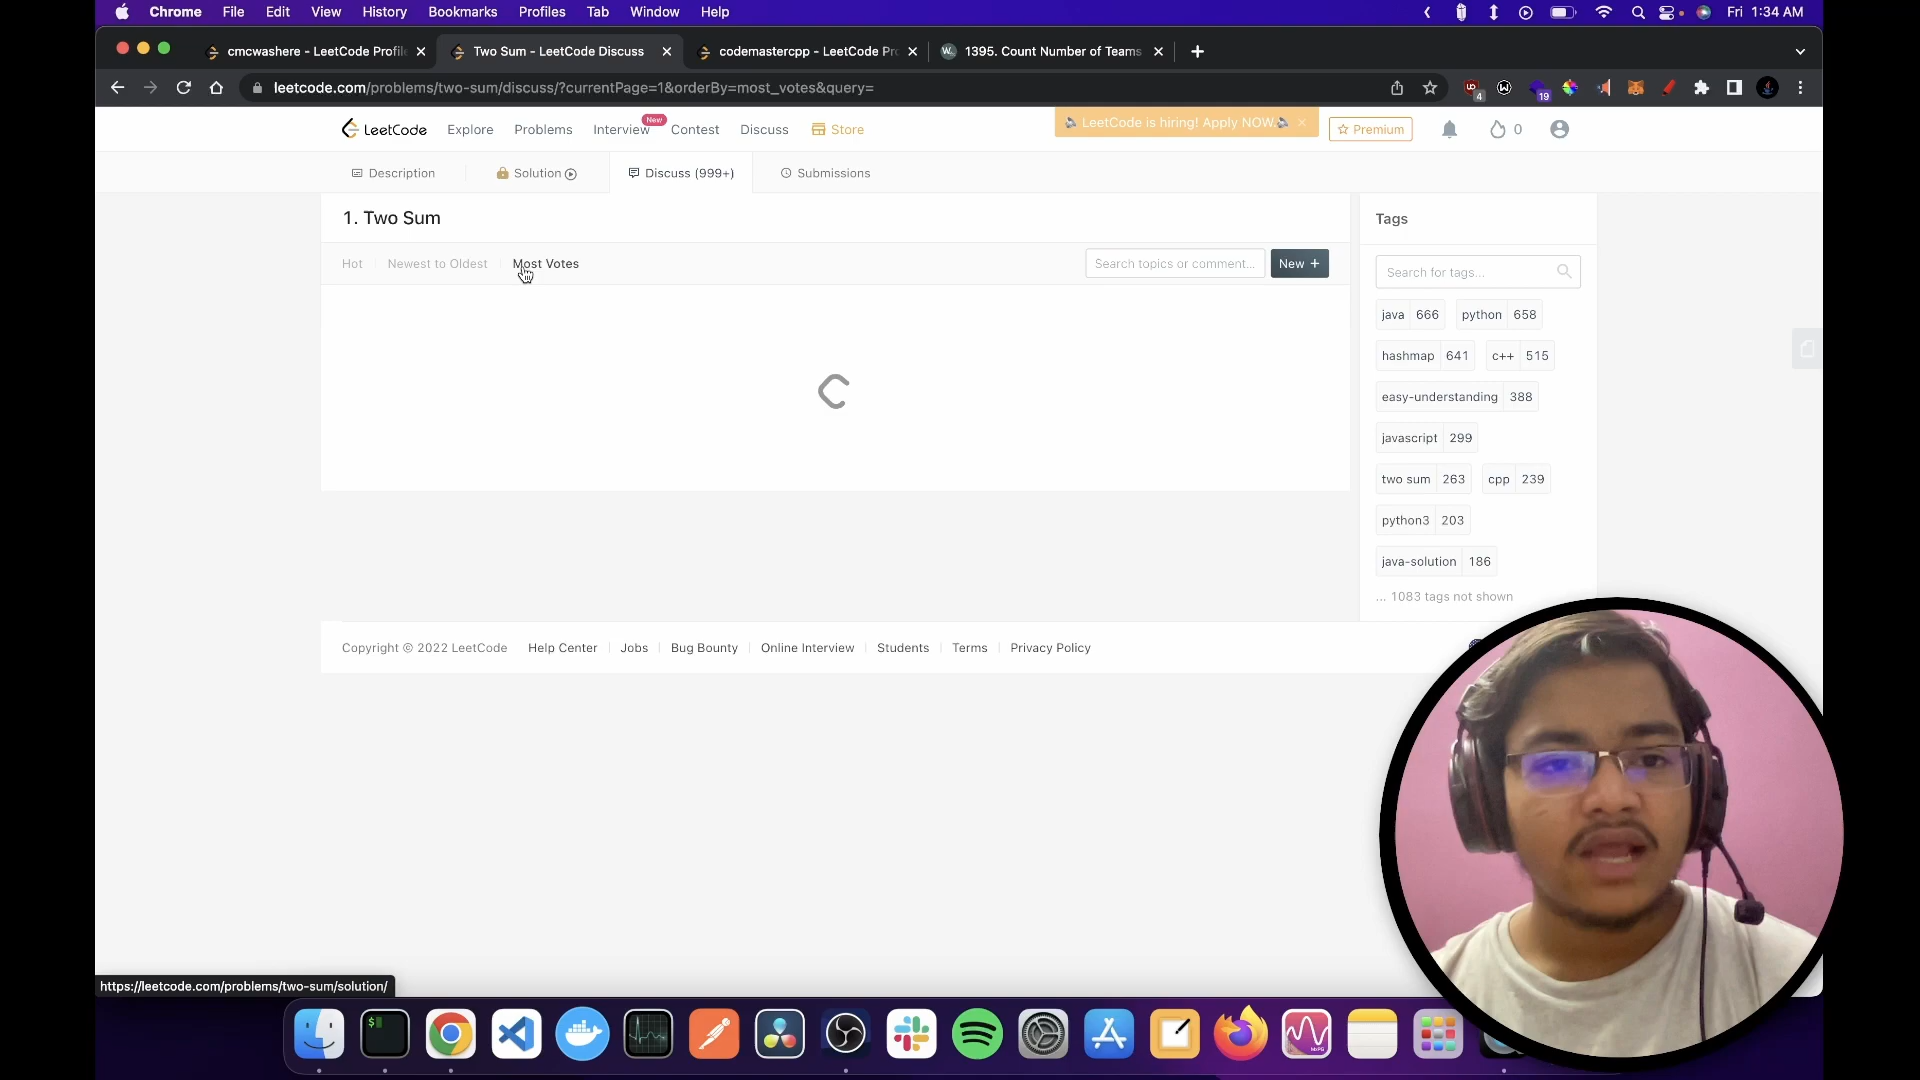 Chrome File Edit View History Bookmarks Profiles Tab Window Help Fri 1:34 AM
cmcwashere - LeetCode Profile Two Sum - LeetCode Discuss codemastercpp - LeetCode Pro 1395. Count Number of Teams
leetcode.com/problems/two-sum/discuss/?currentPage=1&orderBy=most_votes&query= 4 19
LeetCode Explore Problems Interview New Contest Discuss Store LeetCode is hiring! Apply NOW. Premium 0
Description Solution Discuss (999+) Submissions
1. Two Sum
Hot Newest to Oldest Most Votes Search topics or comment... New +
Tags
Search for tags...
java 666 python 658
hashmap 641 c++ 515
easy-understanding 388
javascript 299
two sum 263 cpp 239
python3 203
java-solution 186
... 1083 tags not shown
Copyright © 2022 LeetCode Help Center Jobs Bug Bounty Online Interview Students Terms Privacy Policy
https://leetcode.com/problems/two-sum/solution/